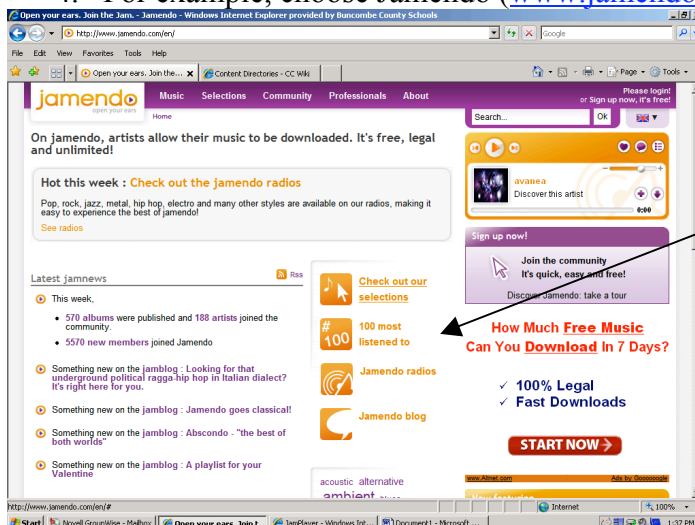 4. For example, choose Jamendo (www.jamendo
Open your ears. Join the Jam. - Jamendo - Windows Internet Explorer provided by Buncombe County Schools
http://www.jamendo.com/en/
Google
File Edit View Favorites Tools Help
Open your ears. Join the... Content Directories - CC Wiki
Page Tools
jamendo
open your ears
Music Selections Community Professionals About
Please login!
or Sign up now, it's free!
Home
Search... Ok
On jamendo, artists allow their music to be downloaded. It's free, legal
and unlimited!
Hot this week : Check out the jamendo radios
Pop, rock, jazz, metal, hip hop, electro and many other styles are available on our radios, making it
easy to experience the best of jamendo!
See radios
avanea
Discover this artist
0:00
Sign up now!
Join the community
It's quick, easy and free!
Discover Jamendo: take a tour
Latest jamnews
Rss
This week,
570 albums were published and 188 artists joined the
community.
5570 new members joined Jamendo
Something new on the jamblog : Looking for that
underground political ragga-hip hop in Italian dialect?
It's right here for you.
Something new on the jamblog : Jamendo goes classical!
Something new on the jamblog : Abscondo - "the best of
both worlds"
Something new on the jamblog : A playlist for your
Valentine
Check out our
selections
# 100
100 most
listened to
Jamendo radios
Jamendo blog
acoustic alternative
ambient blues
How Much Free Music
Can You Download In 7 Days?
✓ 100% Legal
✓ Fast Downloads
START NOW
www.Altnet.com Ads by Goooooogle
Now featuring
http://www.jamendo.com/en/#
Internet 100%
Start Novell GroupWise - Mailbox Open your ears. Join t... JamPlayer - Windows Int... Document1 - Microsoft ... 1:37 P